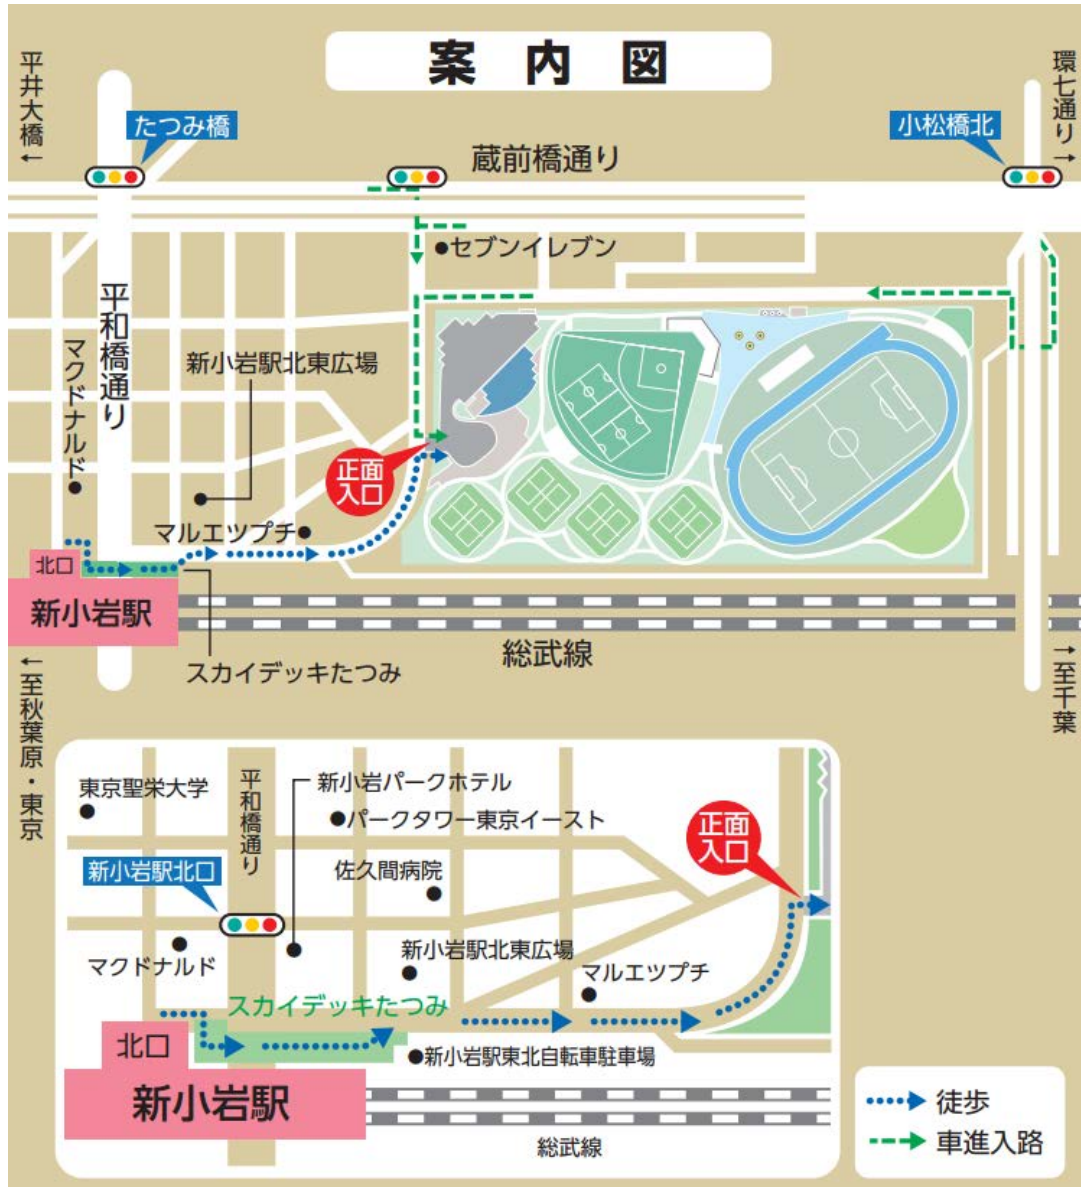 案内図
平井大橋←
たつみ橋
蔵前橋通り
小松橋北
環七通り→
●セブンイレブン
平和橋通り
マクドナルド●
新小岩駅北東広場
正面
入口
マルエツプチ●
北口
新小岩駅
スカイデッキたつみ
総武線
←至秋葉原・東京
→至千葉
東京聖栄大学
平和橋通り
新小岩パークホテル
●パークタワー東京イースト
新小岩駅北口
佐久間病院
正面
入口
マクドナルド
新小岩駅北東広場
マルエツプチ
スカイデッキたつみ
北口
●新小岩駅東北自転車駐車場
新小岩駅
総武線
徒歩
車進入路